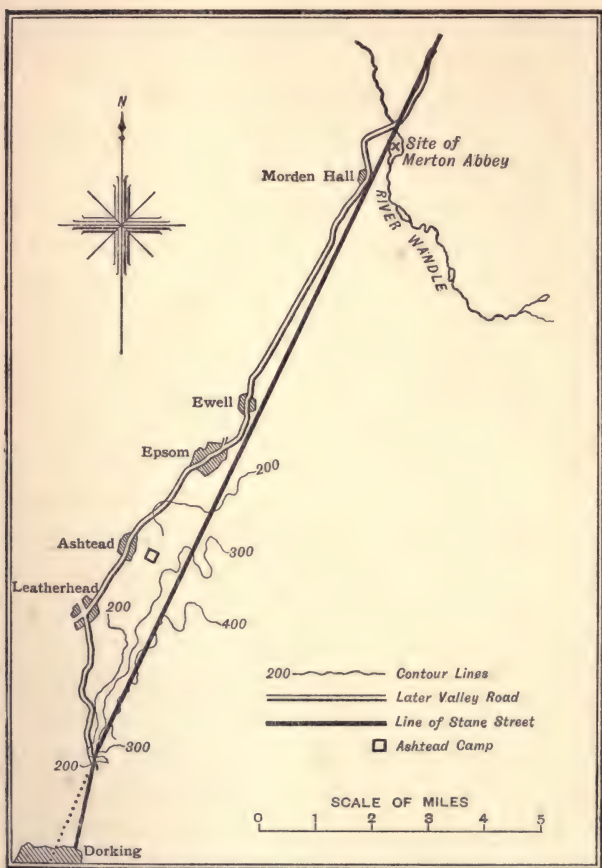 N
Site of
Merton Abbey
Morden Hall
RIVER WANDLE
Ewell
Epsom
200
Ashtead
300
Leatherhead
200
400
200 Contour Lines
Later Valley Road
Line of Stane Street
300
Ashtead Camp
200
SCALE OF MILES
0 1 2 3 4 5
Dorking